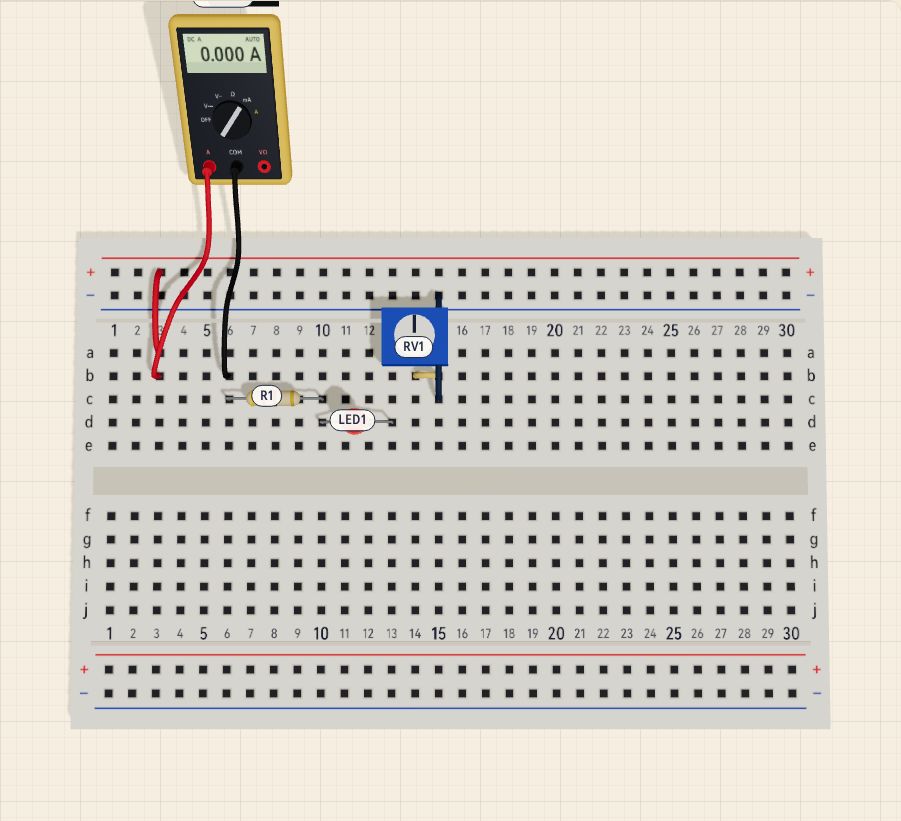 DC A AUTO
0.000 A
OFF V⎓ V~ Ω mA A
A COM VΩ
+ +
− −
1 2 3 4 5 6 7 8 9 10 11 12 16 17 18 19 20 21 22 23 24 25 26 27 28 29 30
RV1
a a
b b
R1
c c
LED1
d d
e e
f f
g g
h h
i i
j j
1 2 3 4 5 6 7 8 9 10 11 12 13 14 15 16 17 18 19 20 21 22 23 24 25 26 27 28 29 30
+ +
− −